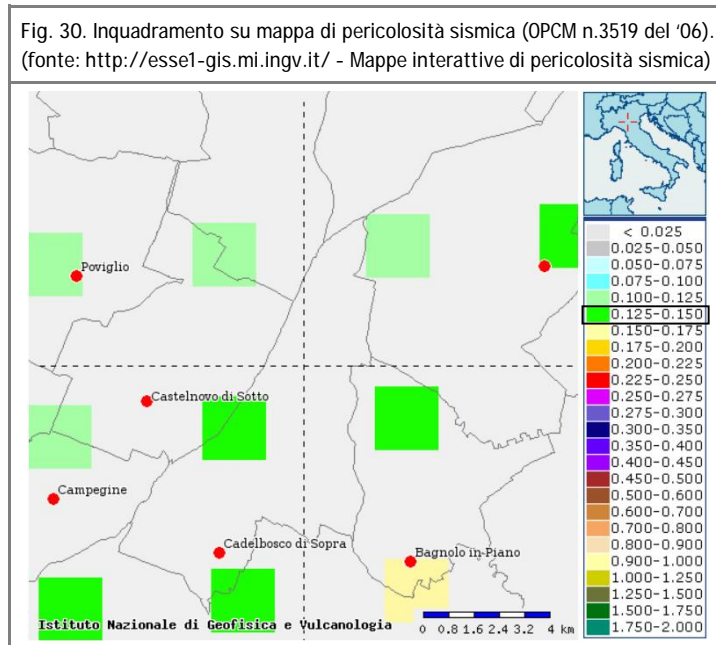 Fig. 30. Inquadramento su mappa di pericolosità sismica (OPCM n.3519 del ‘06).
(fonte: http://esse1-gis.mi.ingv.it/ - Mappe interattive di pericolosità sismica)
Poviglio
Castelnovo di Sotto
Campegine
Cadelbosco di Sopra
Bagnolo in Piano
Istituto Nazionale di Geofisica e Vulcanologia
0 0.8 1.6 2.4 3.2 4 km
< 0.025
0.025-0.050
0.050-0.075
0.075-0.100
0.100-0.125
0.125-0.150
0.150-0.175
0.175-0.200
0.200-0.225
0.225-0.250
0.250-0.275
0.275-0.300
0.300-0.350
0.350-0.400
0.400-0.450
0.450-0.500
0.500-0.600
0.600-0.700
0.700-0.800
0.800-0.900
0.900-1.000
1.000-1.250
1.250-1.500
1.500-1.750
1.750-2.000